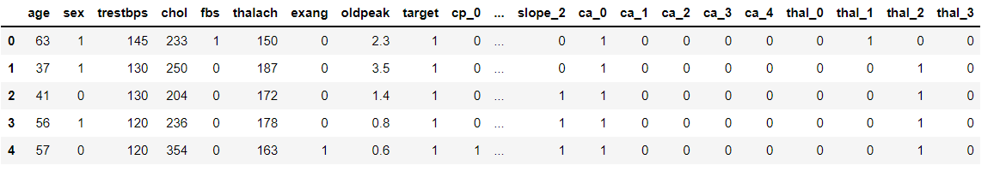 age sex trestbps chol fbs thalach exang oldpeak target cp_0 ... slope_2 ca_0 ca_1 ca_2 ca_3 ca_4 thal_0 thal_1 thal_2 thal_3
0 63 1 145 233 1 150 0 2.3 1 0 ... 0 1 0 0 0 0 0 1 0 0
1 37 1 130 250 0 187 0 3.5 1 0 ... 0 1 0 0 0 0 0 0 1 0
2 41 0 130 204 0 172 0 1.4 1 0 ... 1 1 0 0 0 0 0 0 1 0
3 56 1 120 236 0 178 0 0.8 1 0 ... 1 1 0 0 0 0 0 0 1 0
4 57 0 120 354 0 163 1 0.6 1 1 ... 1 1 0 0 0 0 0 0 1 0